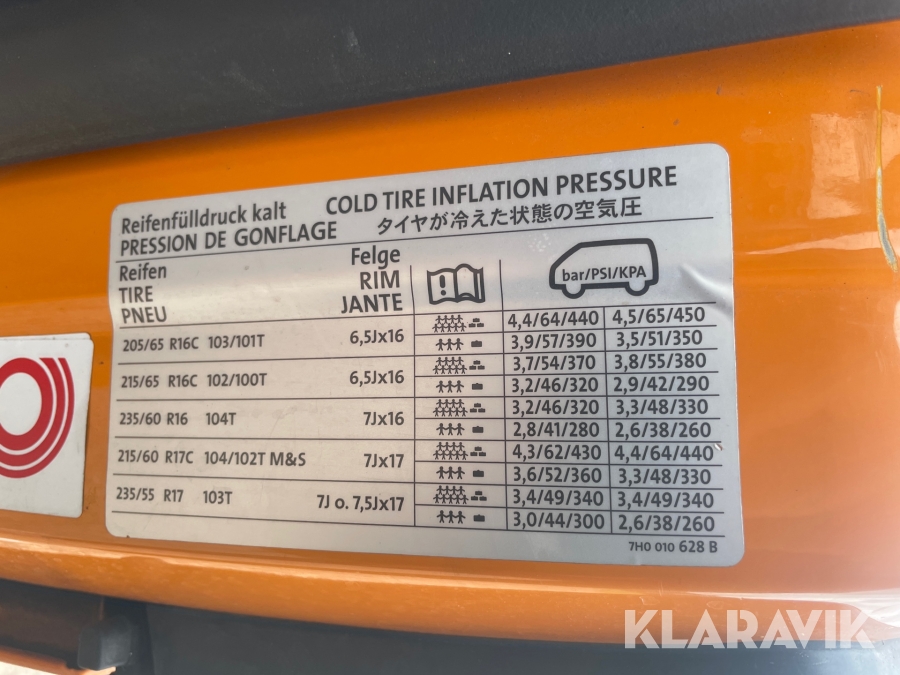 Reifenfülldruck kalt COLD TIRE INFLATION PRESSURE
PRESSION DE GONFLAGE タイヤが冷えた状態の空気圧
Reifen Felge
TIRE RIM bar/PSI/KPA
PNEU JANTE
205/65 R16C 103/101T 6,5Jx16 4,4/64/440 4,5/65/450
3,9/57/390 3,5/51/350
215/65 R16C 102/100T 6,5Jx16 3,7/54/370 3,8/55/380
3,2/46/320 2,9/42/290
235/60 R16 104T 7Jx16 3,2/46/320 3,3/48/330
2,8/41/280 2,6/38/260
215/60 R17C 104/102T M&S 7Jx17 4,3/62/430 4,4/64/440
3,6/52/360 3,3/48/330
235/55 R17 103T 7J o. 7,5Jx17 3,4/49/340 3,4/49/340
3,0/44/300 2,6/38/260
7H0 010 628 B
KLARAVIK